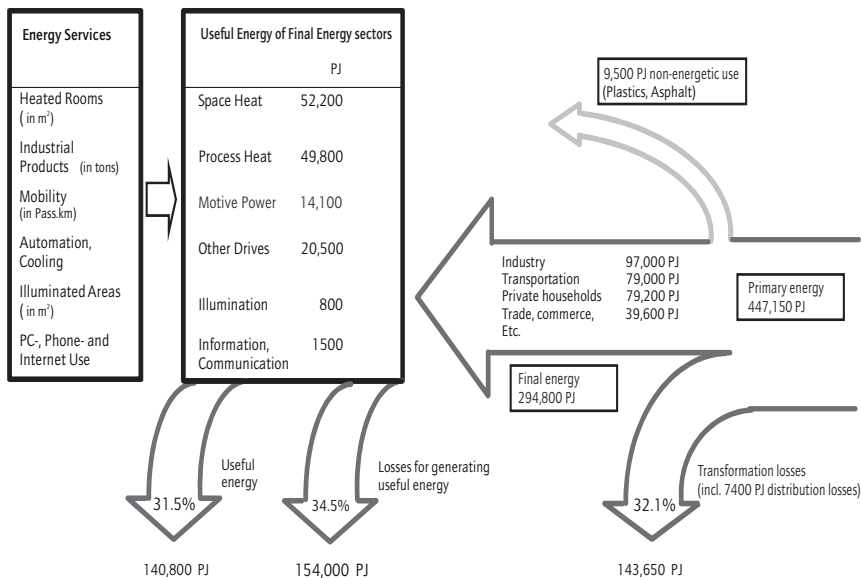 Energy Services
Heated Rooms
( in m²)
Industrial
Products (in tons)
Mobility
(in Pass.km)
Automation,
Cooling
Illuminated Areas
( in m²)
PC-, Phone- and
Internet Use
Useful Energy of Final Energy sectors
PJ
Space Heat 52,200
Process Heat 49,800
Motive Power 14,100
Other Drives 20,500
Illumination 800
Information, 1500
Communication
9,500 PJ non-energetic use
(Plastics, Asphalt)
Industry 97,000 PJ
Transportation 79,000 PJ
Private households 79,200 PJ
Trade, commerce, 39,600 PJ
Etc.
Primary energy
447,150 PJ
Final energy
294,800 PJ
Useful
energy
31.5%
140,800 PJ
Losses for generating
useful energy
34.5%
154,000 PJ
Transformation losses
(incl. 7400 PJ distribution losses)
32.1%
143,650 PJ